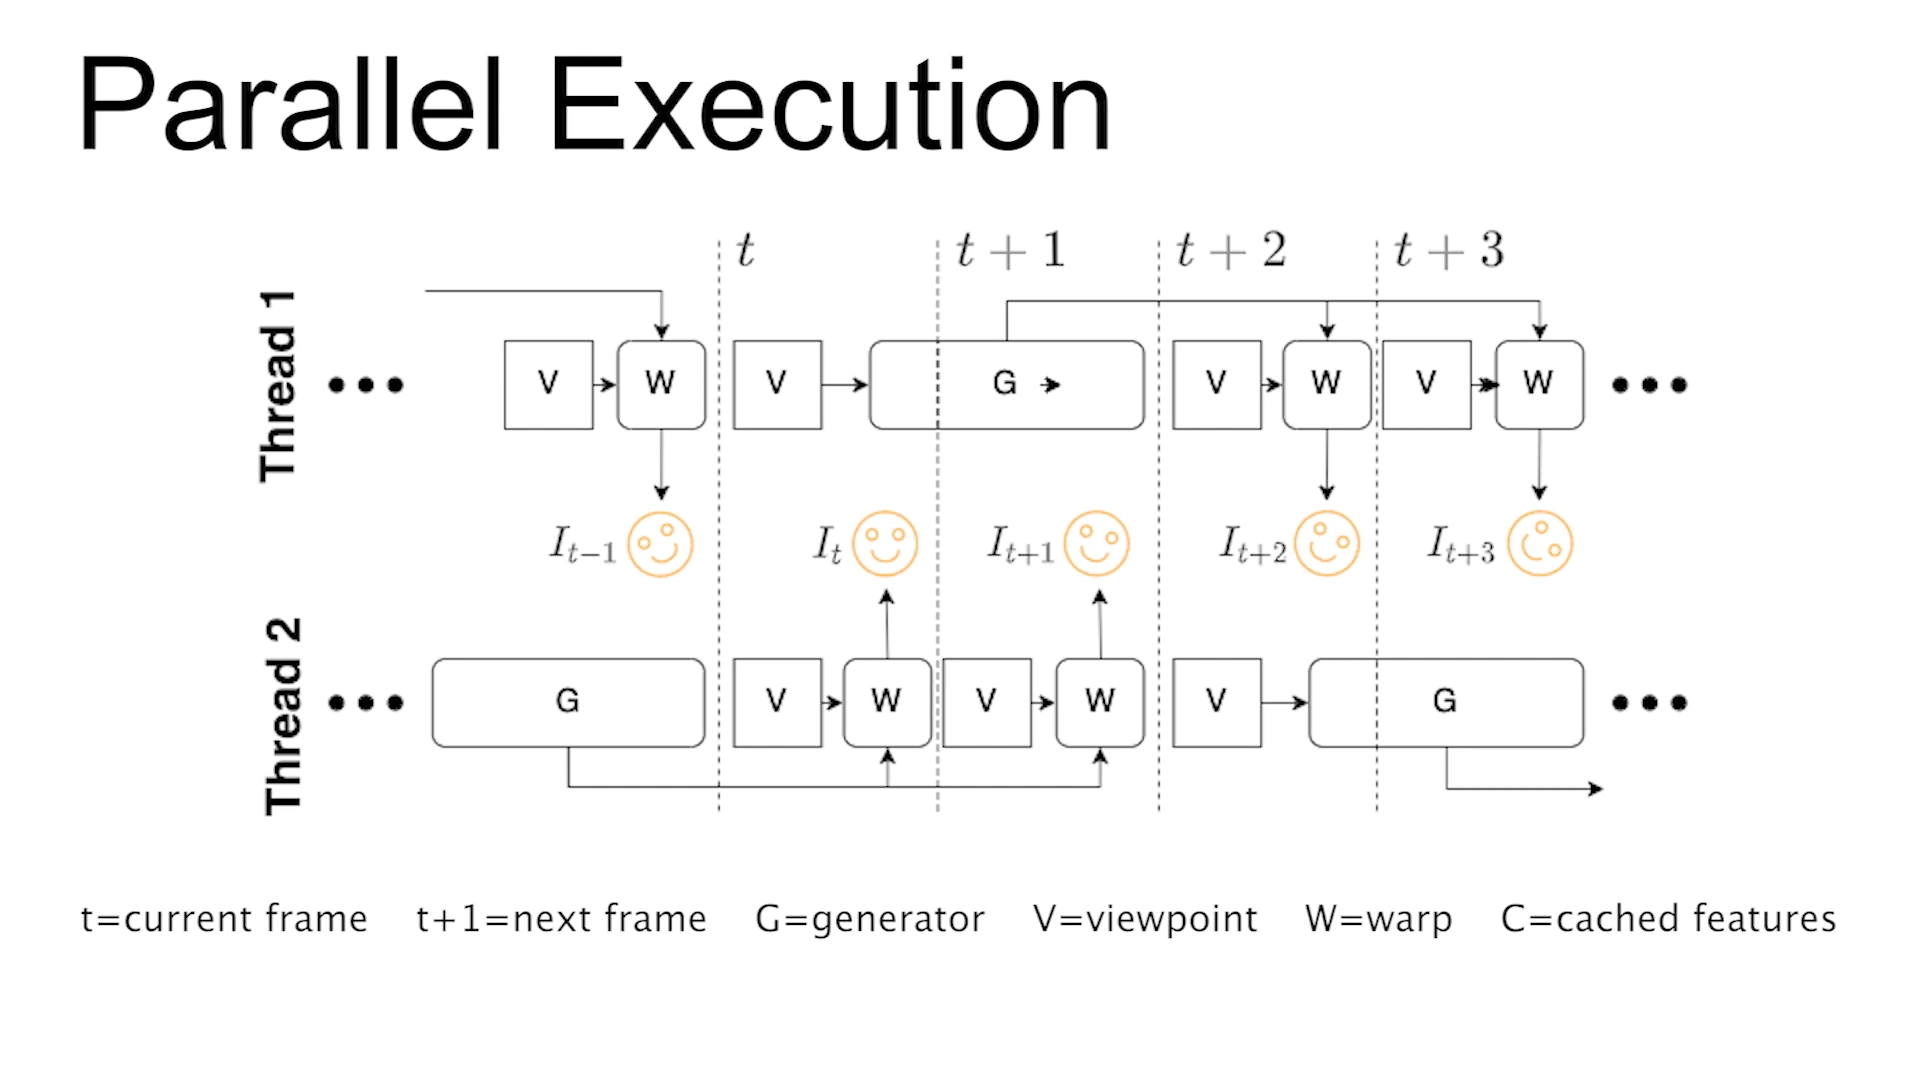 Parallel Execution
t t + 1 t + 2 t + 3
Thread 1
V W V G V W V W
I_{t−1} I_t I_{t+1} I_{t+2} I_{t+3}
Thread 2
G V W V W V G
t=current frame t+1=next frame G=generator V=viewpoint W=warp C=cached features